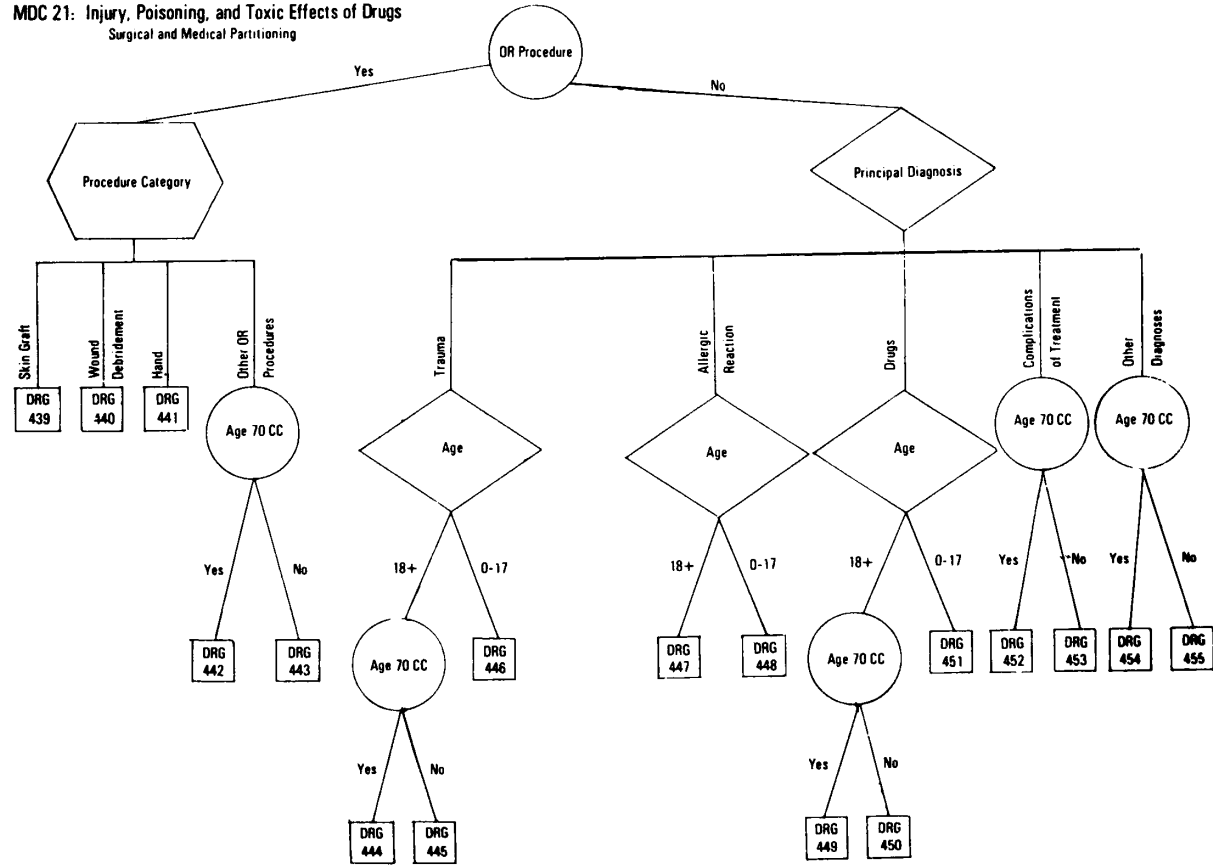 MDC 21: Injury, Poisoning, and Toxic Effects of Drugs
Surgical and Medical Partitioning
OR Procedure
Yes
No
Procedure Category
Principal Diagnosis
Skin Graft
Wound
Debridement
Hand
Other OR
Procedures
Trauma
Allergic
Reaction
Drugs
Complications
of Treatment
Other
Diagnoses
DRG
439
DRG
440
DRG
441
Age 70 CC
Age
Age
Age
Age 70 CC
Age 70 CC
Yes
No
18+
0-17
18+
0-17
18+
0-17
Yes
No
Yes
No
DRG
442
DRG
443
Age 70 CC
DRG
446
DRG
447
DRG
448
Age 70 CC
DRG
451
DRG
452
DRG
453
DRG
454
DRG
455
Yes
No
Yes
No
DRG
444
DRG
445
DRG
449
DRG
450